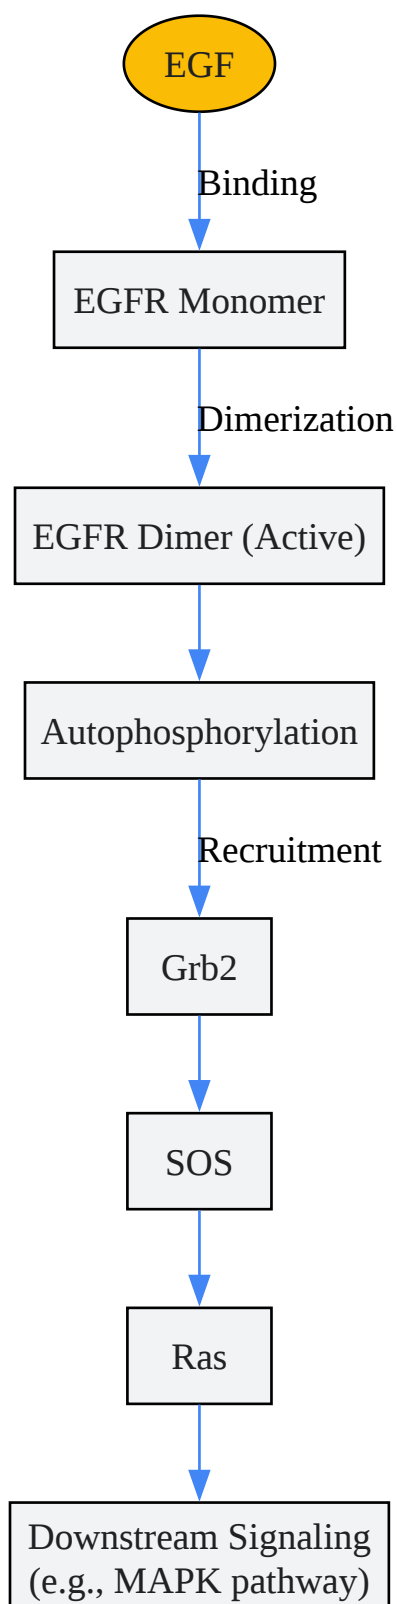 EGF
Binding
EGFR Monomer
Dimerization
EGFR Dimer (Active)
Autophosphorylation
Recruitment
Grb2
SOS
Ras
Downstream Signaling
(e.g., MAPK pathway)